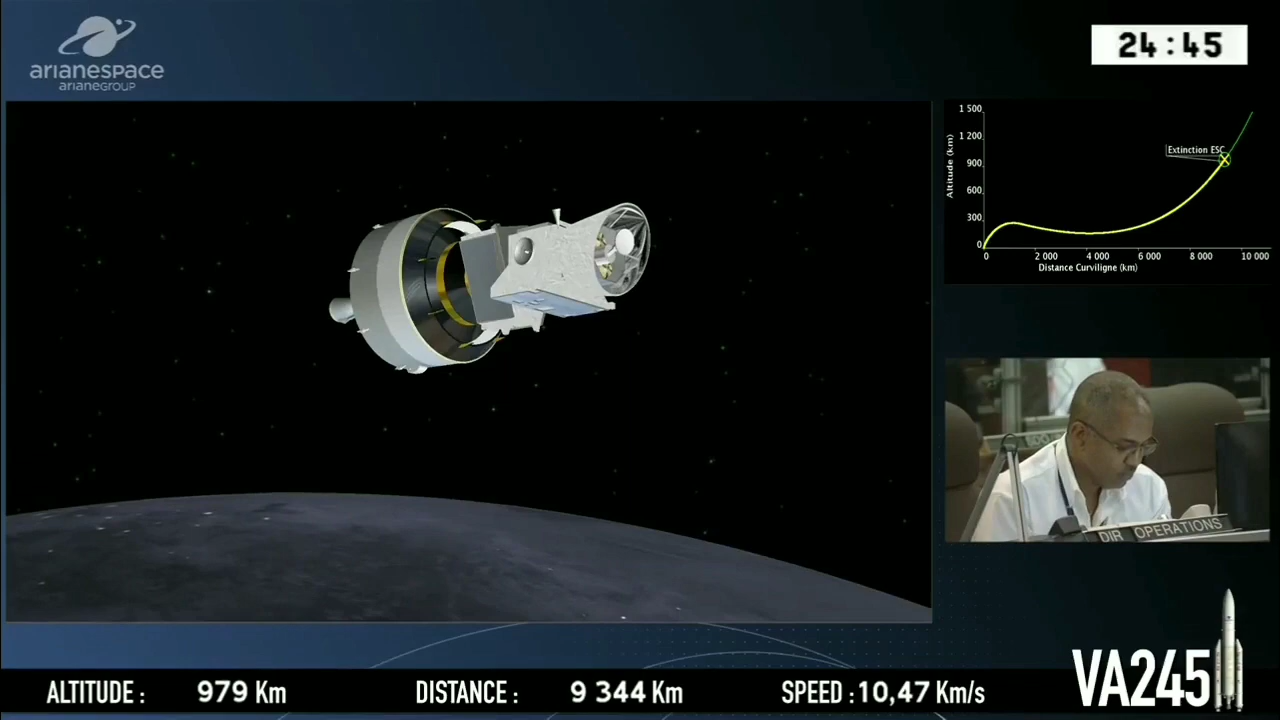 arianespace
arianeGROUP
24:45
1 500
1 200
900
600
300
0
Altitude (km)
Extinction ESC
0
2 000
4 000
6 000
8 000
10 000
Distance Curviligne (km)
DIR OPERATIONS
VA245
ALTITUDE : 979 Km DISTANCE : 9 344 Km SPEED : 10,47 Km/s